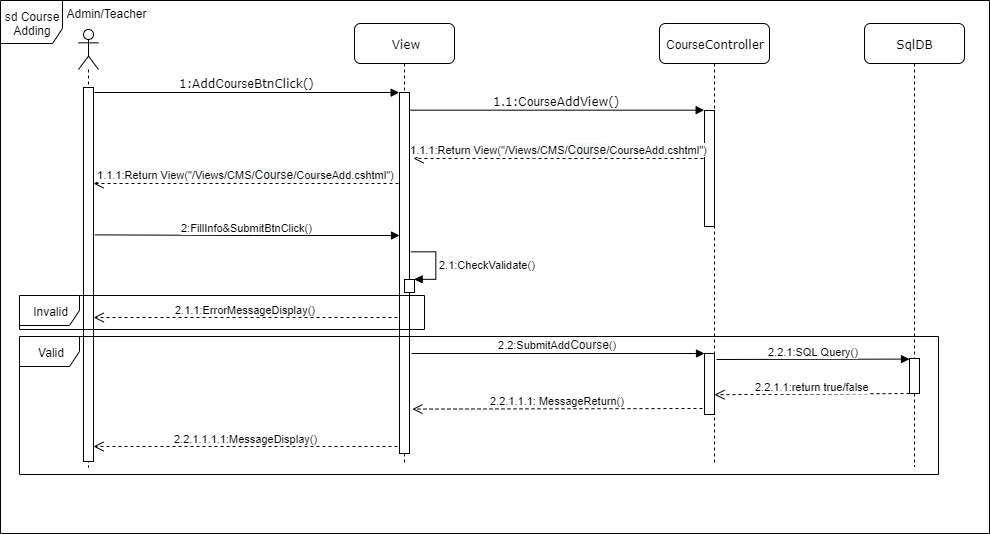 sd Course
Adding
Admin/Teacher
View
CourseController
SqlDB
1:AddCourseBtnClick()
1.1:CourseAddView()
1.1.1:Return View("/Views/CMS/Course/CourseAdd.cshtml")
1.1.1:Return View("/Views/CMS/Course/CourseAdd.cshtml")
2:FillInfo&SubmitBtnClick()
2.1:CheckValidate()
Invalid
2.1.1:ErrorMessageDisplay()
Valid
2.2:SubmitAddCourse()
2.2.1:SQL Query()
2.2.1.1:return true/false
2.2.1.1.1: MessageReturn()
2.2.1.1.1.1:MessageDisplay()